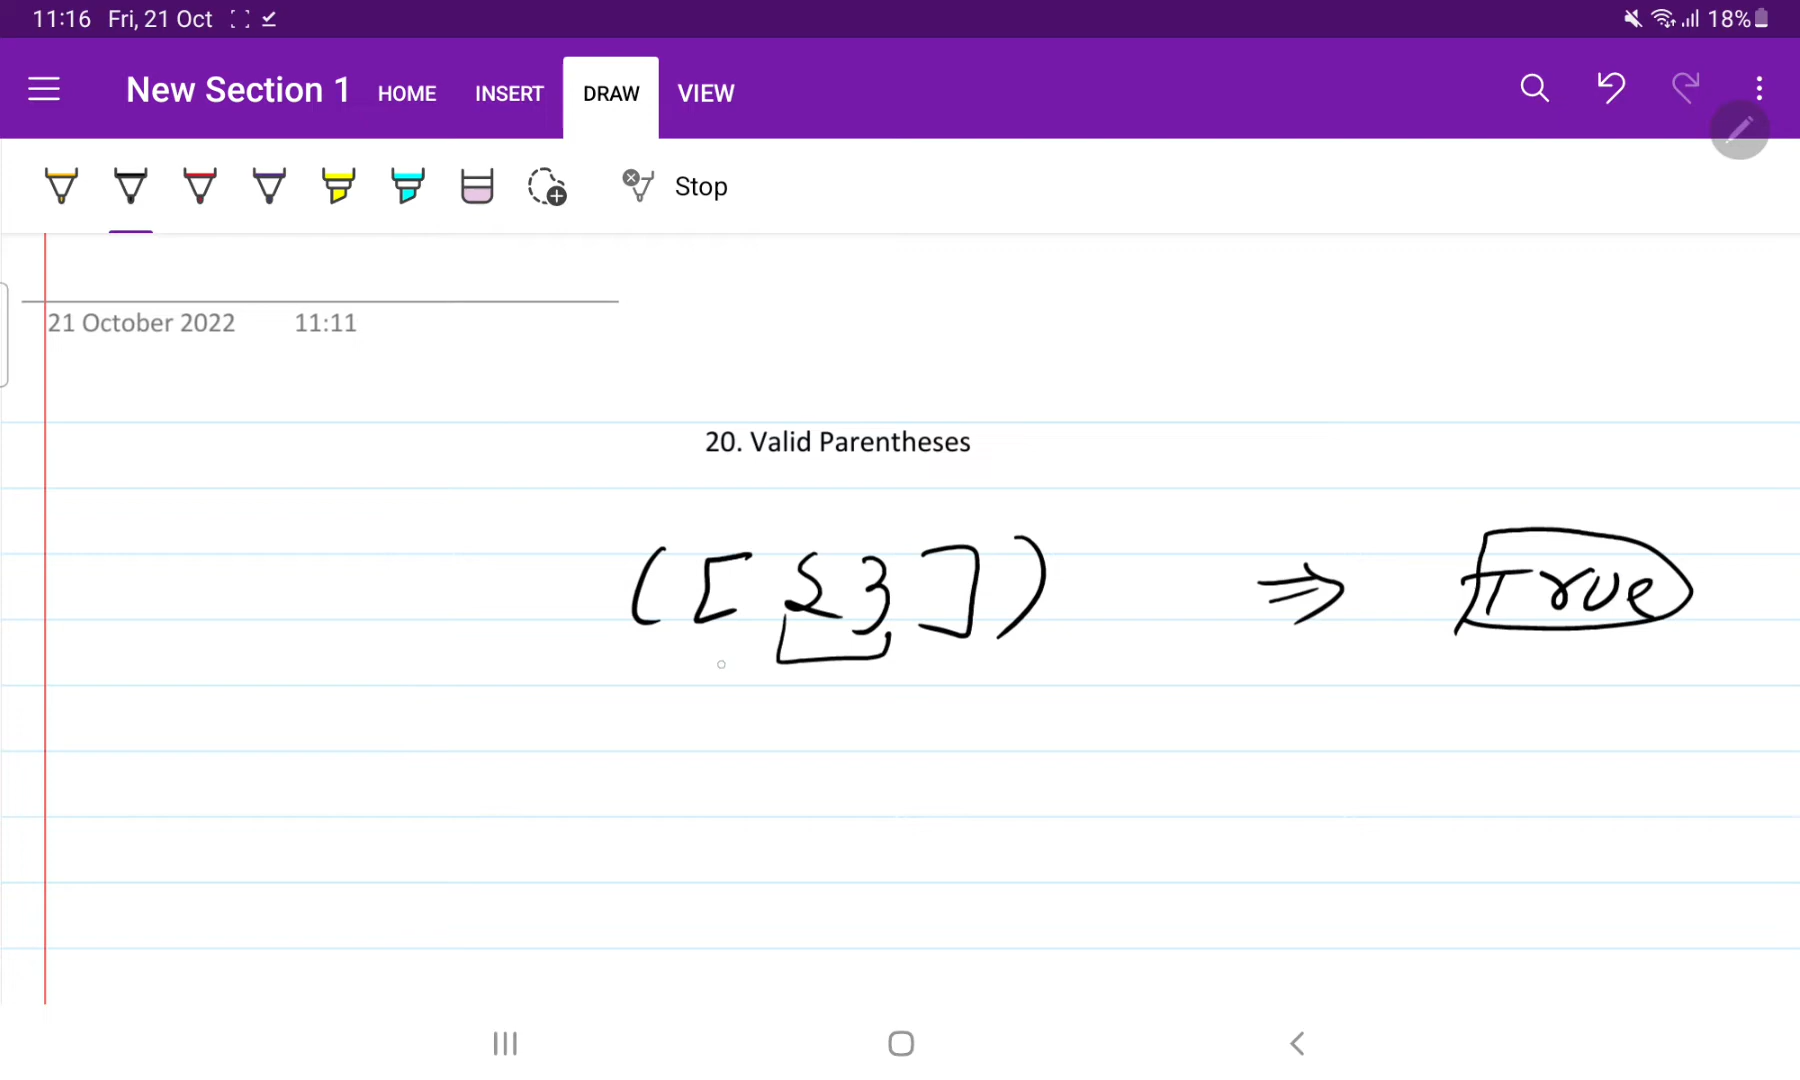 11:16 Fri, 21 Oct 18%
New Section 1 HOME INSERT DRAW VIEW
Stop
21 October 2022 11:11
20. Valid Parentheses
([{}]) ⇒ True